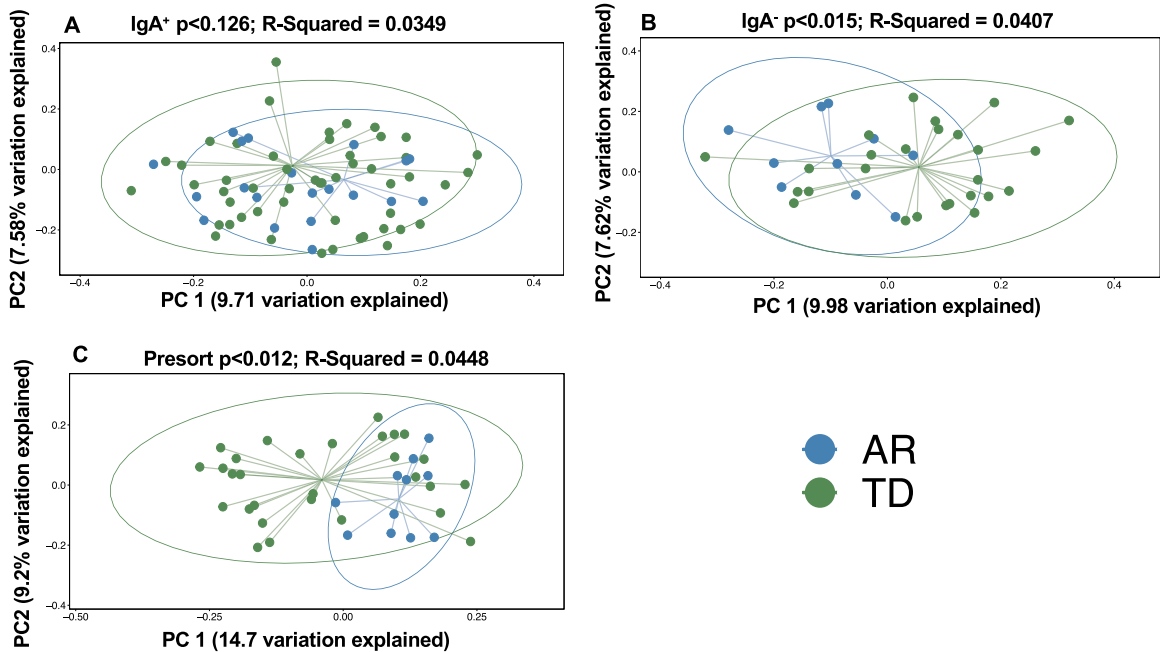 A
IgA⁺ p<0.126; R-Squared = 0.0349
PC2 (7.58% variation explained)
0.4
0.2
0.0
−0.2
−0.4
−0.2
0.0
0.2
0.4
PC 1 (9.71 variation explained)
B
IgA⁻ p<0.015; R-Squared = 0.0407
PC2 (7.62% variation explained)
0.4
0.2
0.0
−0.2
−0.4
−0.2
0.0
0.2
0.4
PC 1 (9.98 variation explained)
C
Presort p<0.012; R-Squared = 0.0448
PC2 (9.2% variation explained)
0.2
0.0
−0.2
−0.4
−0.50
−0.25
0.00
0.25
PC 1 (14.7 variation explained)
AR
TD